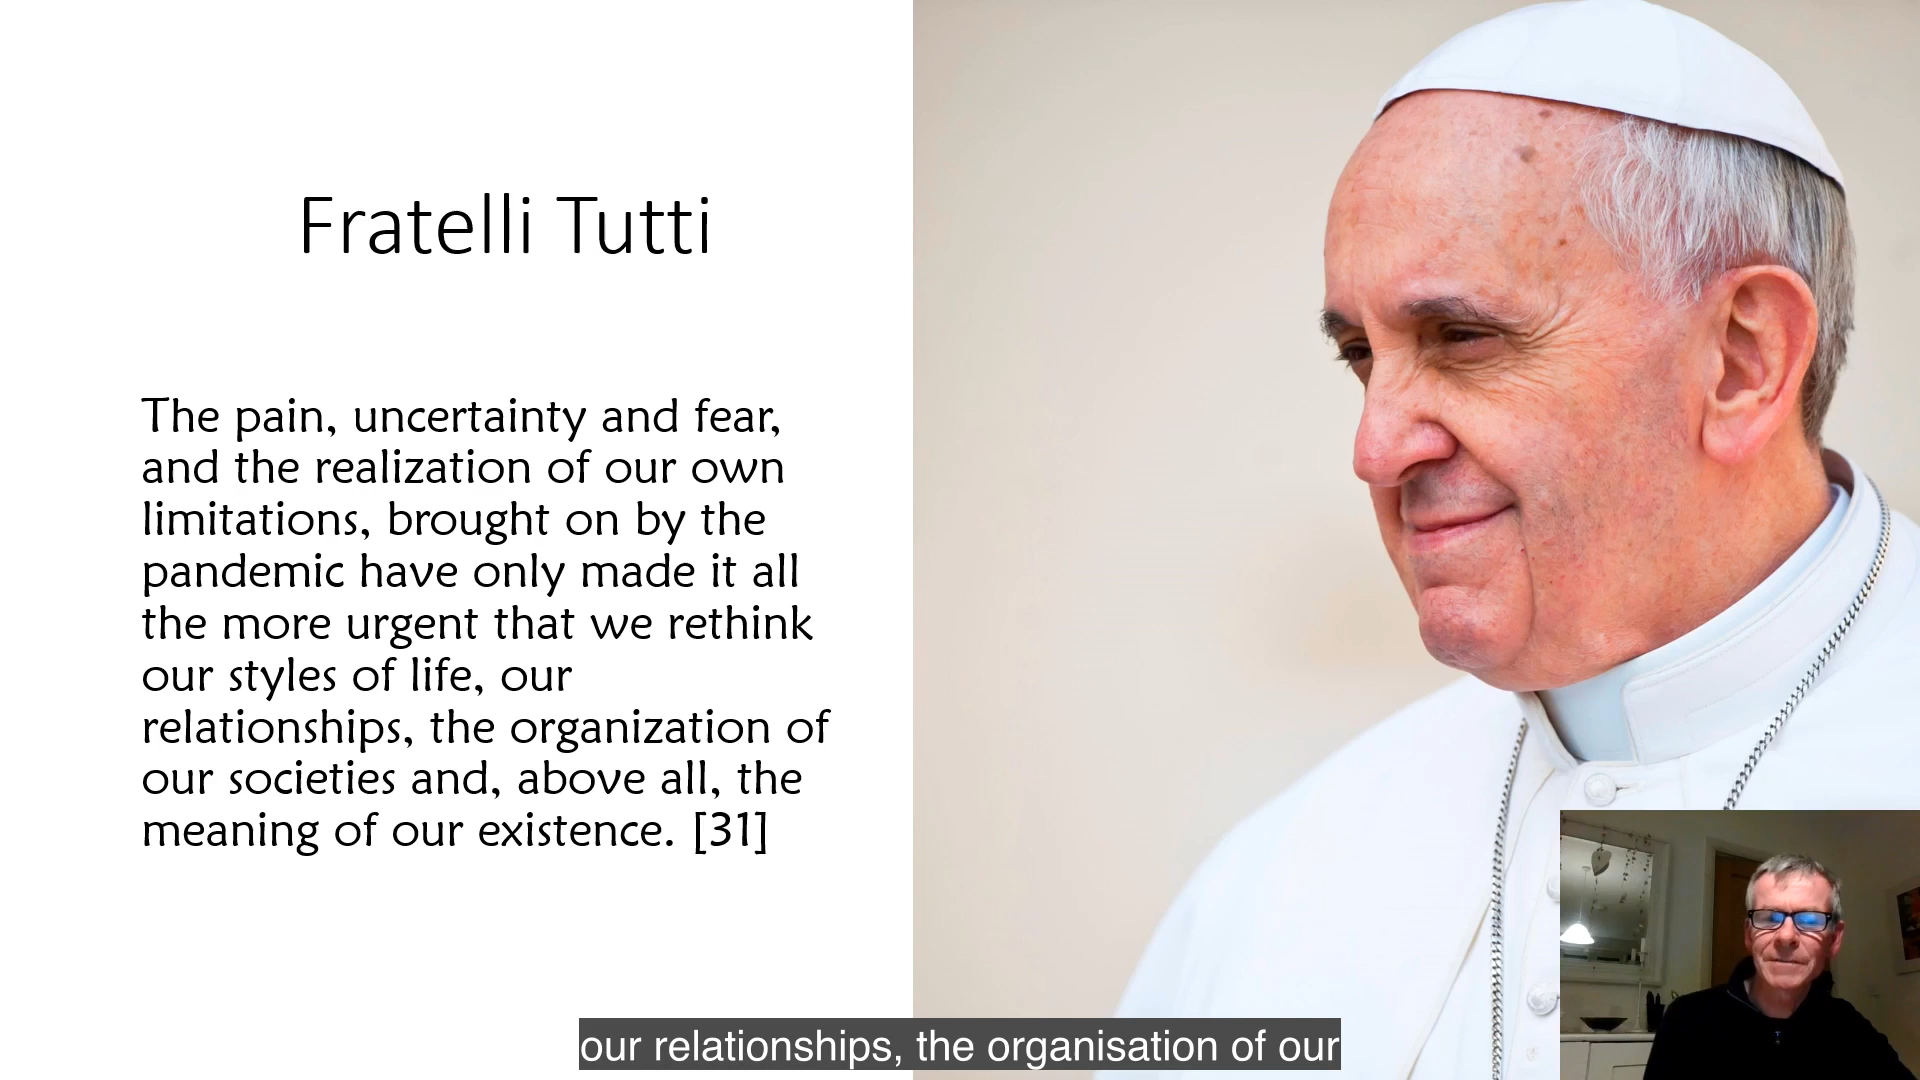 Fratelli Tutti
The pain, uncertainty and fear,
and the realization of our own
limitations, brought on by the
pandemic have only made it all
the more urgent that we rethink
our styles of life, our
relationships, the organization of
our societies and, above all, the
meaning of our existence. [31]
our relationships, the organisation of our